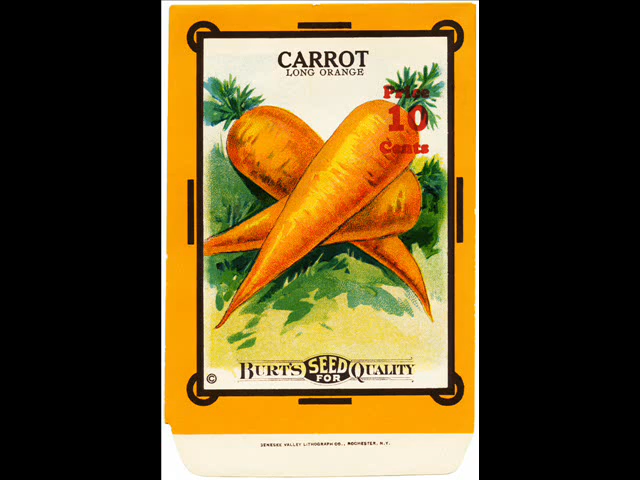 CARROT
LONG ORANGE
Price
10
Cents
BURT'S SEED FOR QUALITY
©
GENESEE VALLEY LITHOGRAPH CO., ROCHESTER, N.Y.